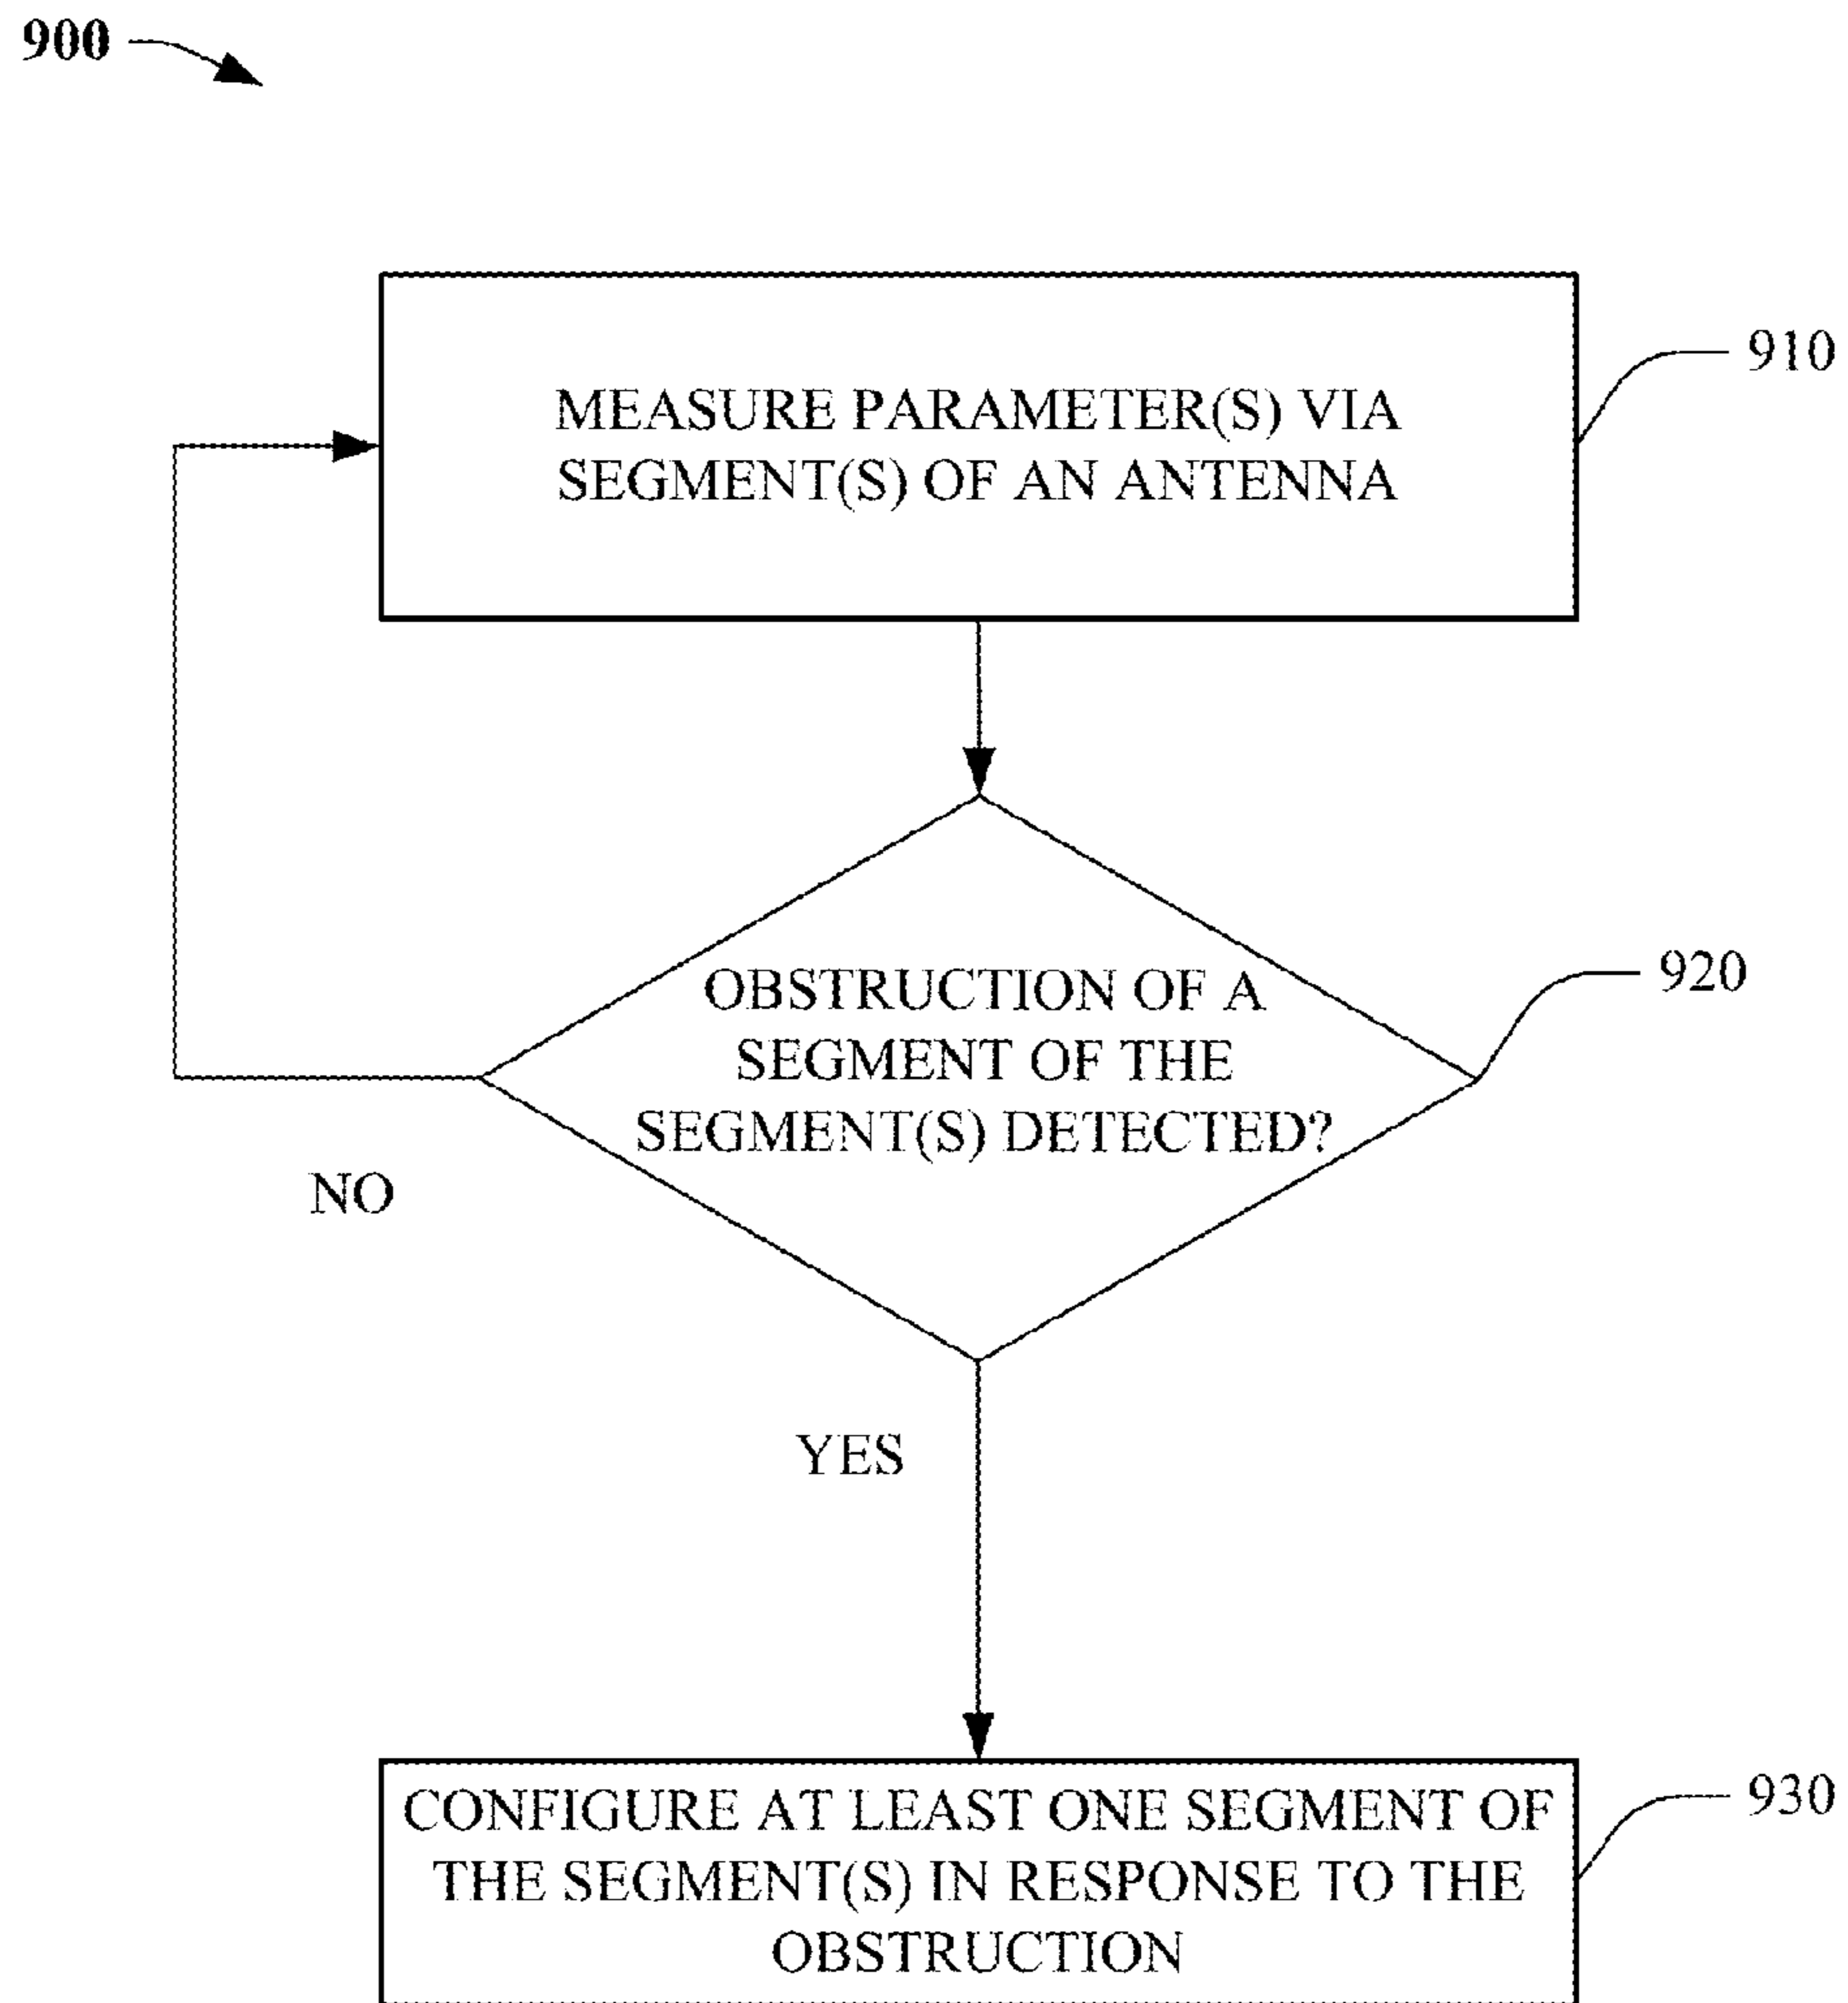 900
MEASURE PARAMETER(S) VIA
SEGMENT(S) OF AN ANTENNA
910
OBSTRUCTION OF A
SEGMENT OF THE
SEGMENT(S) DETECTED?
920
NO
YES
CONFIGURE AT LEAST ONE SEGMENT OF
THE SEGMENT(S) IN RESPONSE TO THE
OBSTRUCTION
930